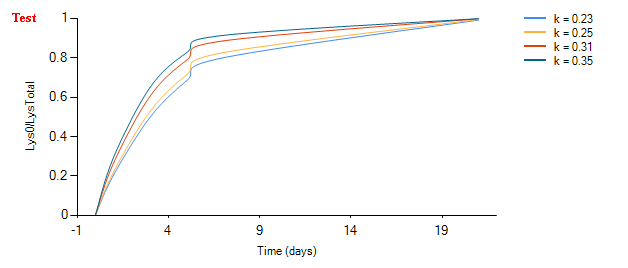 Test
1
0.8
0.6
0.4
0.2
0
Lys0/LysTotal
-1
4
9
14
19
Time (days)
k = 0.23
k = 0.25
k = 0.31
k = 0.35